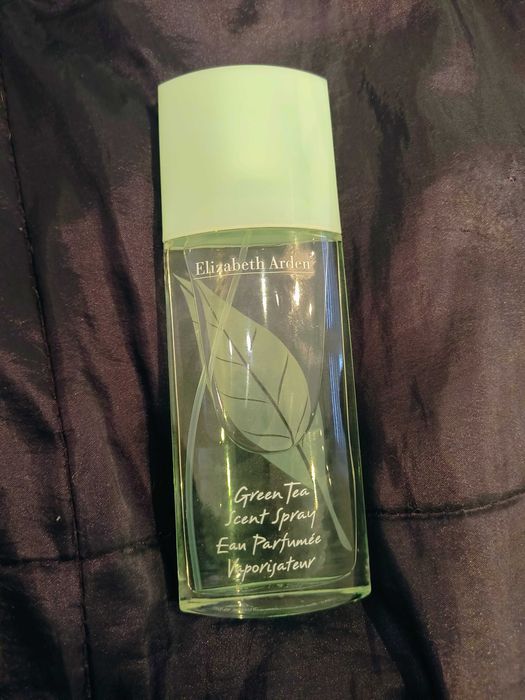 Elizabeth Arden
Green Tea
Scent Spray
Eau Parfumée
Vaporisateur